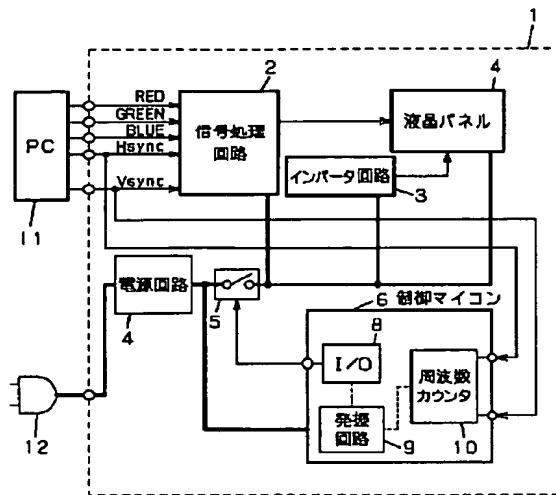 1
2
4
RED
GREEN
BLUE
Hsync
Vsync
PC
11
信号処理
回路
液晶パネル
インバータ回路
3
電源回路
4
5
6 制御マイコン
8
I/O
発振
回路
9
周波数
カウンタ
10
12